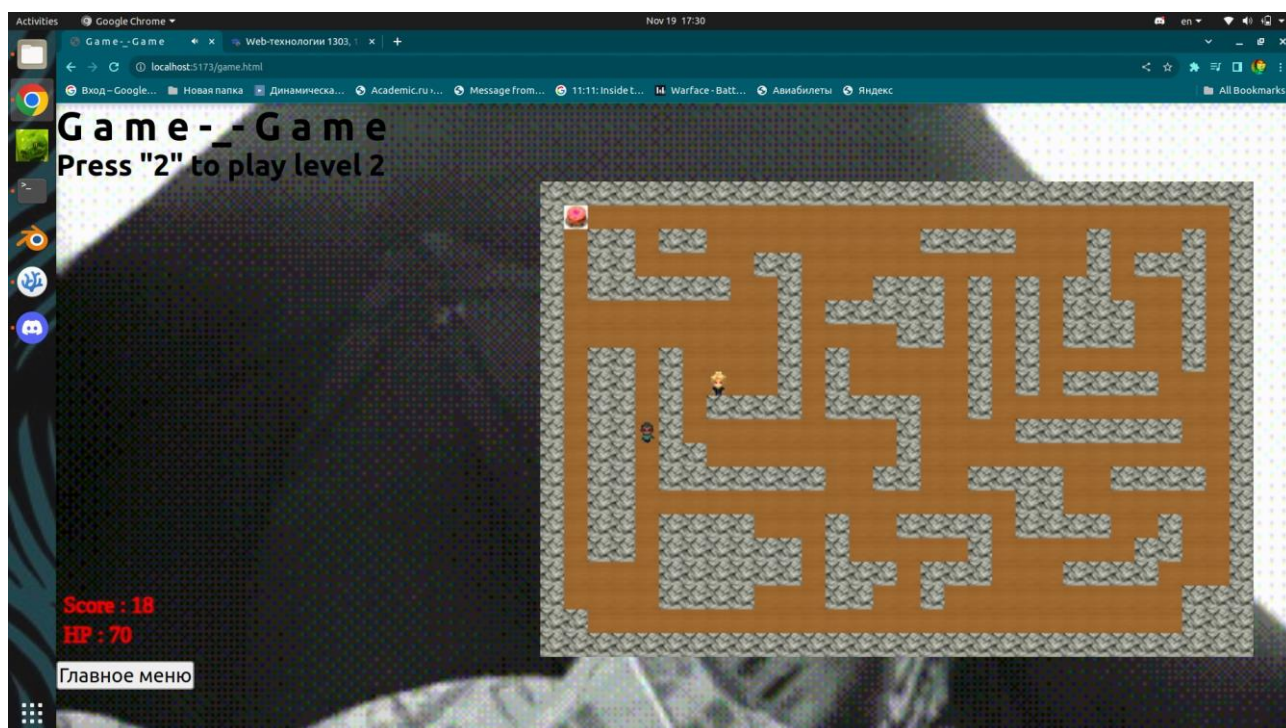 Activities
Google Chrome
Nov 19 17:30
en
G a m e -_- G a m e
Web-технологии 1303, 1
localhost:5173/game.html
Вход – Google...
Новая папка
Динамическа...
Academic.ru ›...
Message from...
11:11: Inside t...
Warface - Batt...
Авиабилеты
Яндекс
All Bookmarks
G a m e -_- G a m e
Press "2" to play level 2
Score : 18
HP : 70
Главное меню